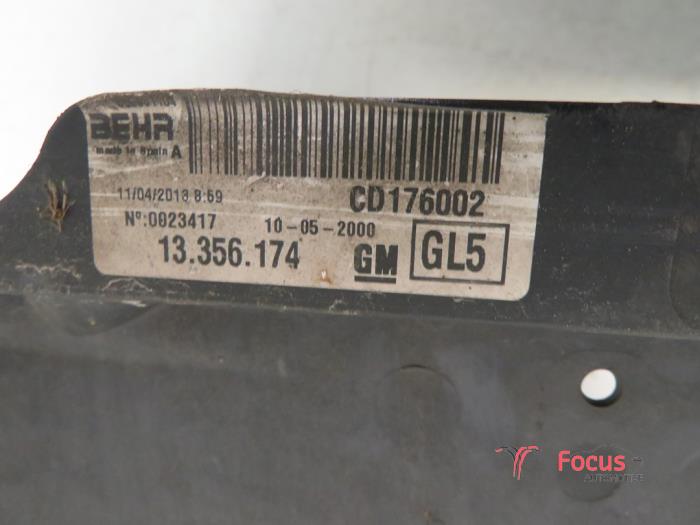 BEHR
made in Spain A
11/04/2013 8:59
CD176002
Nº:0023417
10-05-2000
13.356.174
GM
GL5
Focus
AUTOMOTIVE